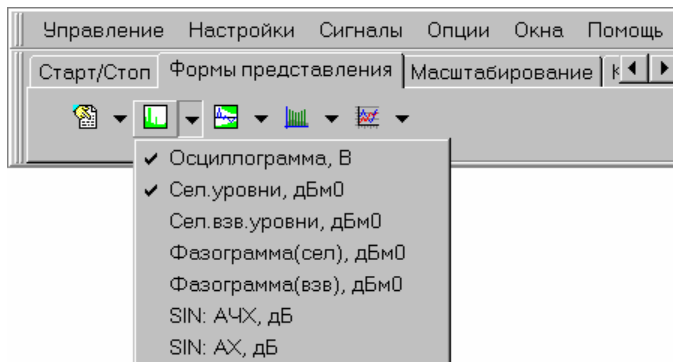 Управление Настройки Сигналы Опции Окна Помощь
Старт/Стоп Формы представления Масштабирование К
Осциллограмма, В
Сел.уровни, дБм0
Сел.взв.уровни, дБм0
Фазограмма(сел), дБм0
Фазограмма(взв), дБм0
SIN: АЧХ, дБ
SIN: АХ, дБ